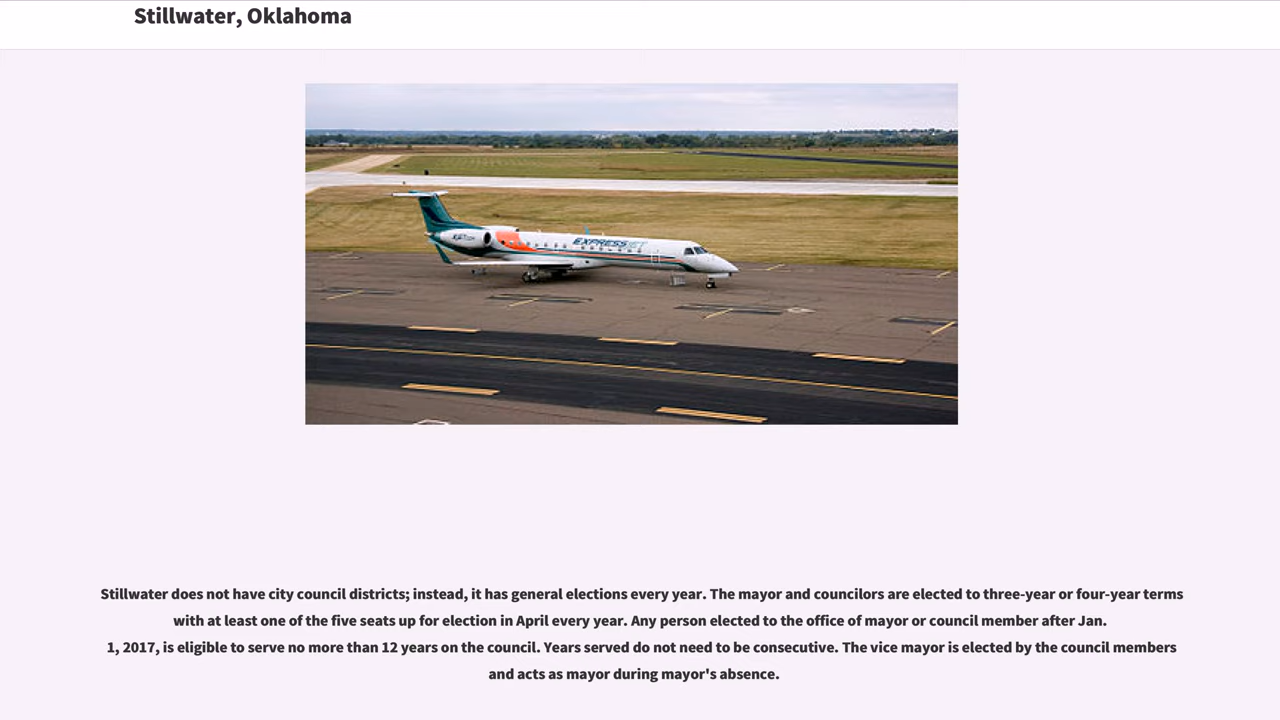 Stillwater, Oklahoma
EXPRESSJET
Stillwater does not have city council districts; instead, it has general elections every year. The mayor and councilors are elected to three-year or four-year terms
with at least one of the five seats up for election in April every year. Any person elected to the office of mayor or council member after Jan.
1, 2017, is eligible to serve no more than 12 years on the council. Years served do not need to be consecutive. The vice mayor is elected by the council members
and acts as mayor during mayor's absence.